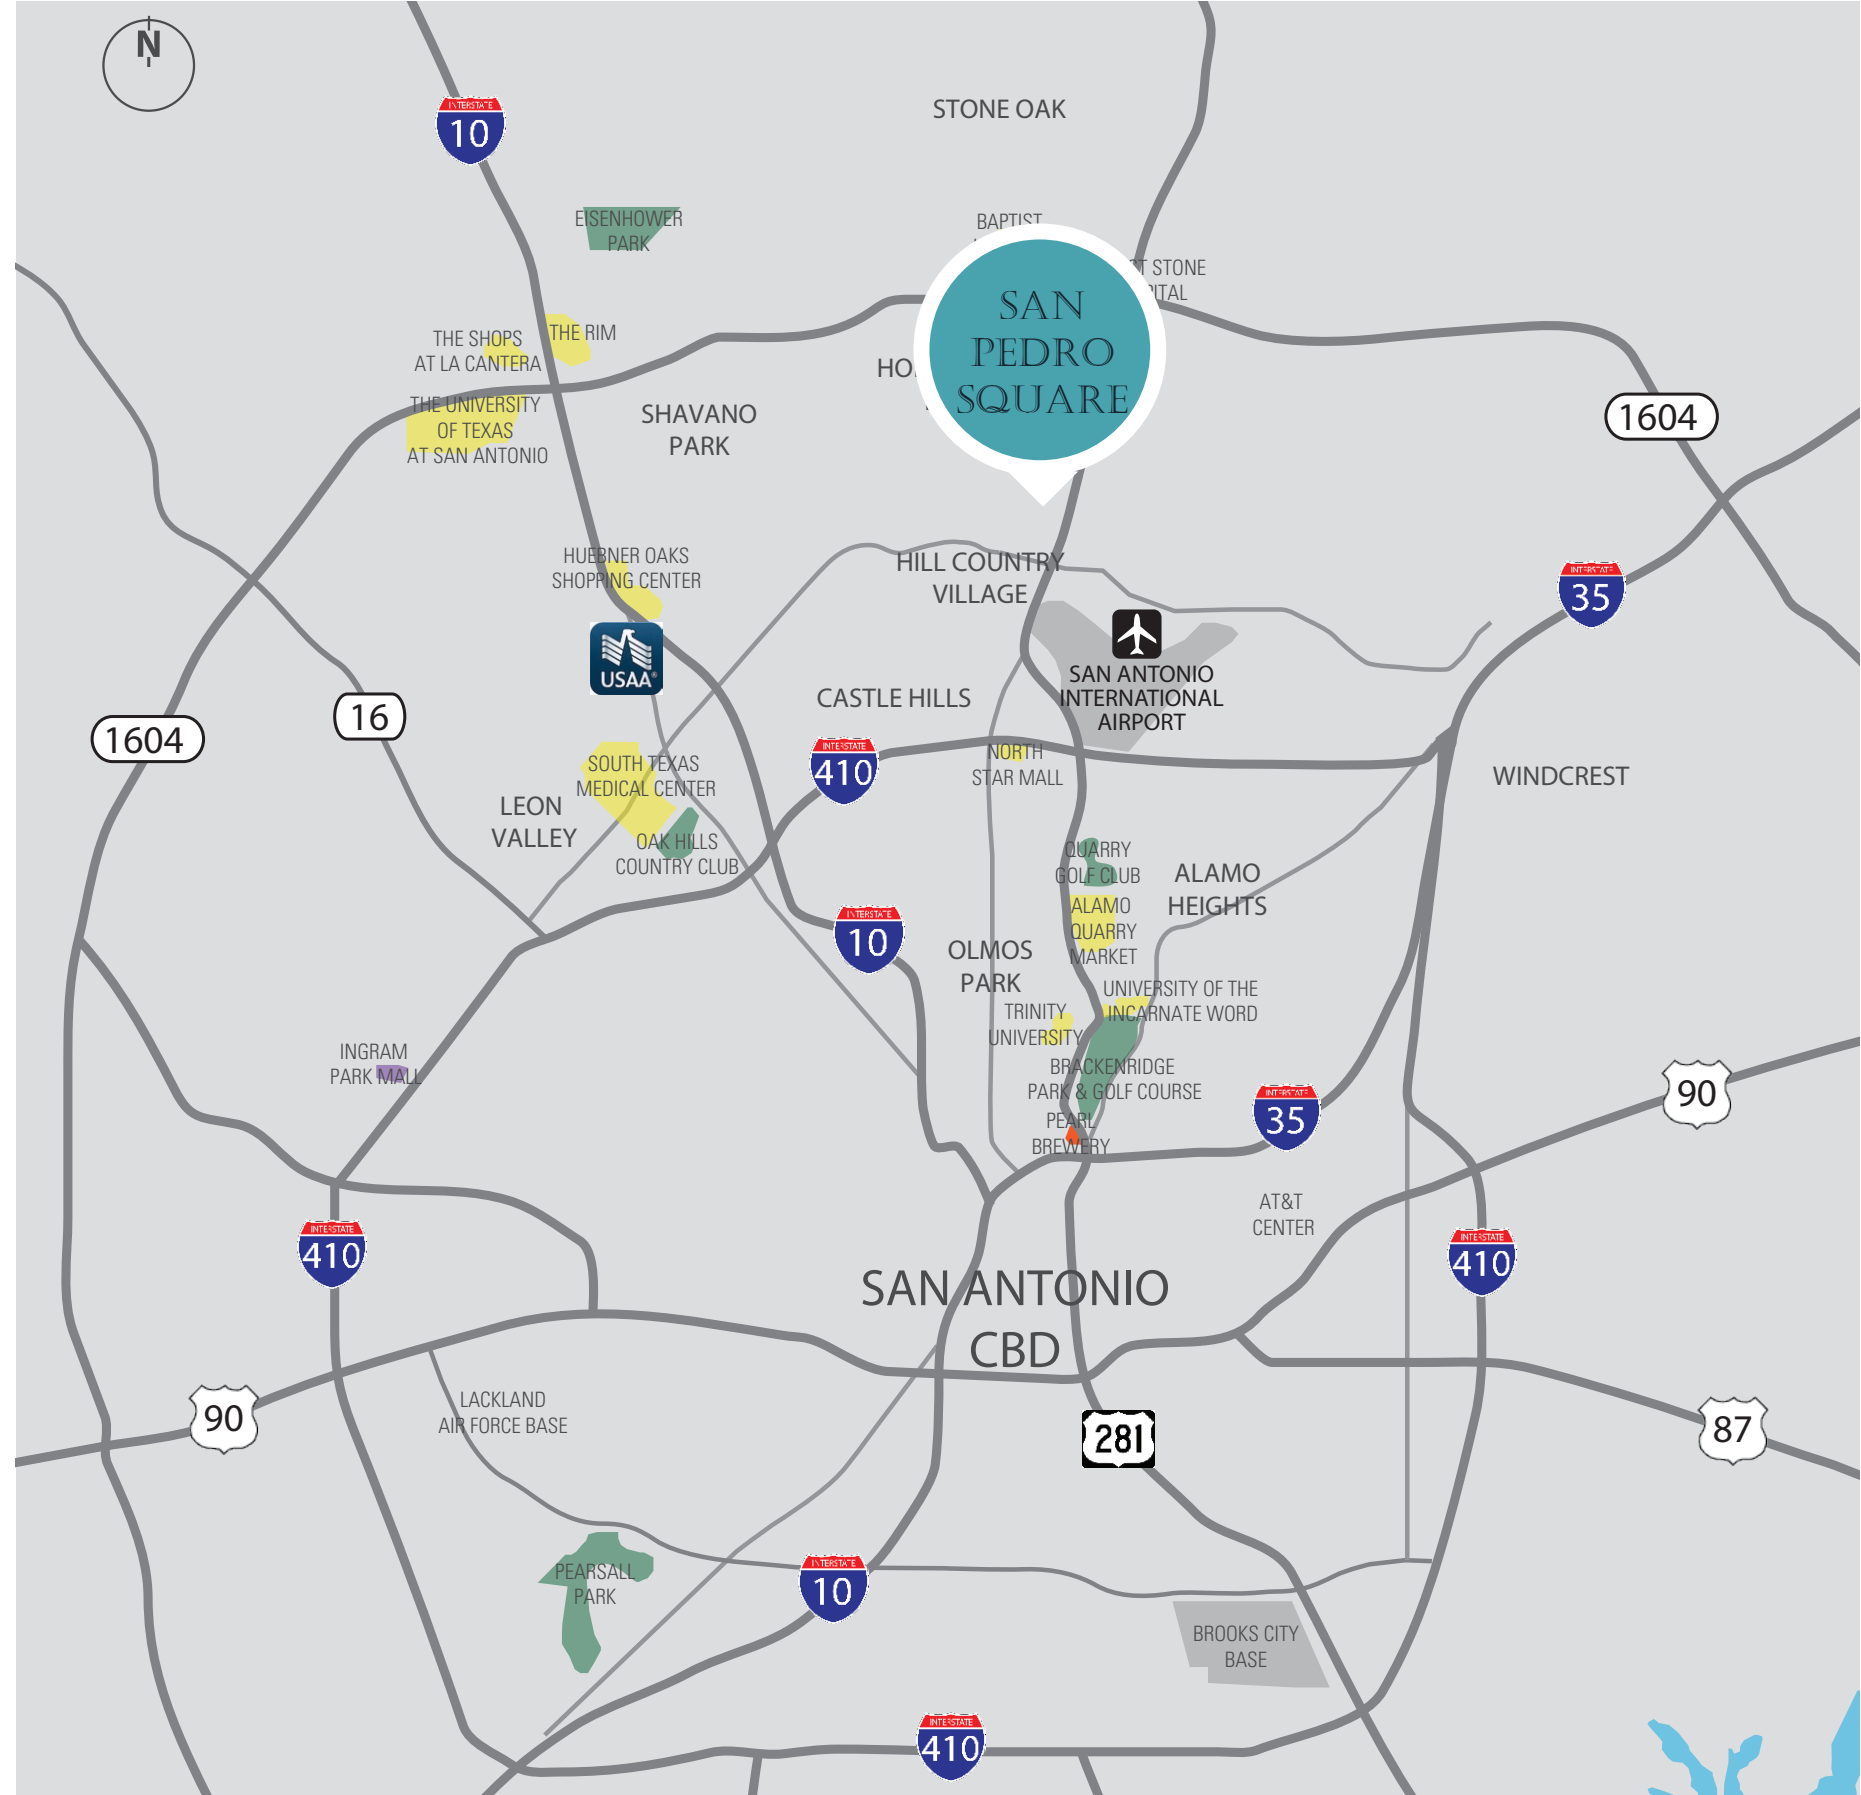 N
INTERSTATE
10
STONE OAK
EISENHOWER
PARK
BAPTIST
STONE
SAN
PEDRO
SQUARE
THE SHOPS
AT LA CANTERA
THE RIM
THE UNIVERSITY
OF TEXAS
AT SAN ANTONIO
SHAVANO
PARK
1604
HUEBNER OAKS
SHOPPING CENTER
HILL COUNTRY
VILLAGE
INTERSTATE
35
USAA®
SAN ANTONIO
INTERNATIONAL
AIRPORT
CASTLE HILLS
16
1604
INTERSTATE
410
NORTH
STAR MALL
WINDCREST
SOUTH TEXAS
MEDICAL CENTER
LEON
VALLEY
OAK HILLS
COUNTRY CLUB
QUARRY
GOLF CLUB
ALAMO
HEIGHTS
ALAMO
QUARRY
MARKET
INTERSTATE
10
OLMOS
PARK
UNIVERSITY OF THE
INCARNATE WORD
TRINITY
UNIVERSITY
INGRAM
PARK MALL
BRACKENRIDGE
PARK & GOLF COURSE
90
INTERSTATE
35
PEARL
BREWERY
AT&T
CENTER
INTERSTATE
410
INTERSTATE
410
SAN ANTONIO
CBD
LACKLAND
AIR FORCE BASE
90
281
87
PEARSALL
PARK
INTERSTATE
10
BROOKS CITY
BASE
INTERSTATE
410